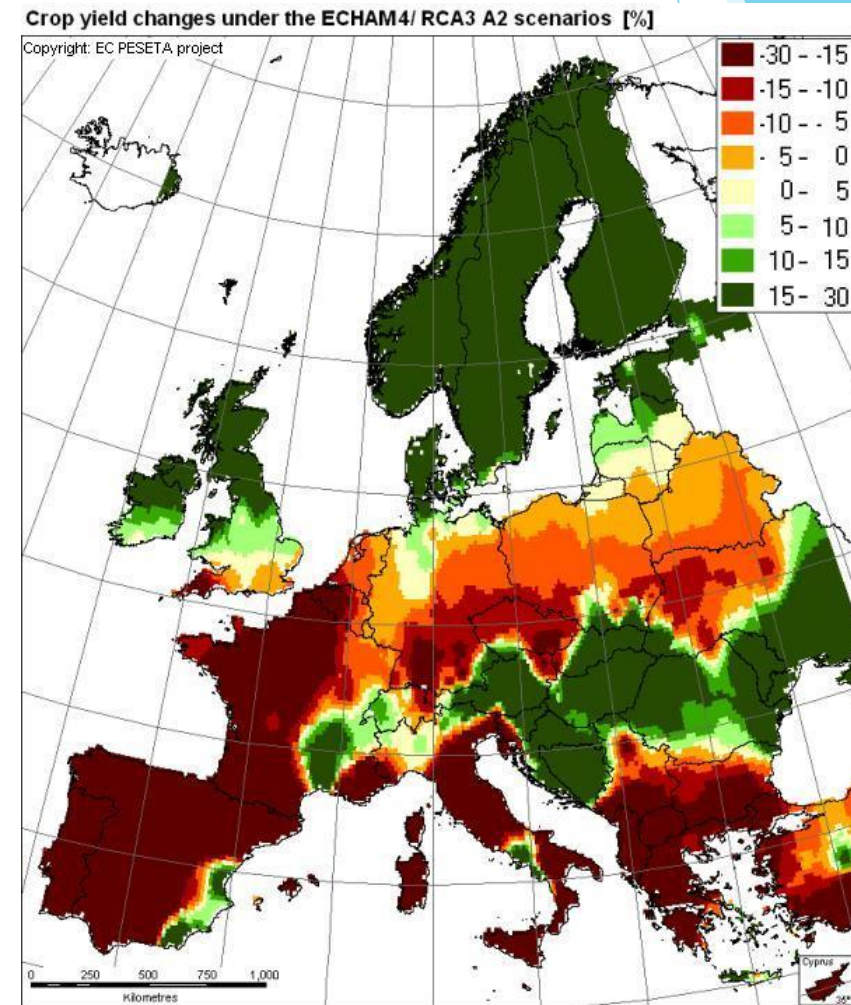 Crop yield changes under the ECHAM4/ RCA3 A2 scenarios [%]
Copyright: EC PESETA project
-30 - -15
-15 - -10
-10 - - 5
- 5 - 0
0 - 5
5 - 10
10 - 15
15 - 30
0 250 500 750 1,000
Kilometres
Cyprus